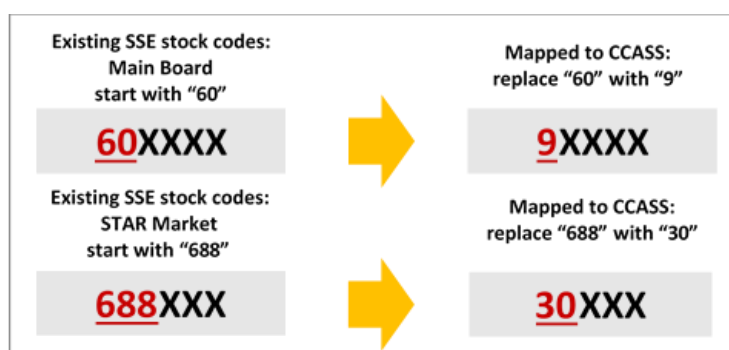 Existing SSE stock codes:
Main Board
start with “60”
Mapped to CCASS:
replace “60” with “9”
60XXXX
9XXXX
Existing SSE stock codes:
STAR Market
start with “688”
Mapped to CCASS:
replace “688” with “30”
688XXX
30XXX